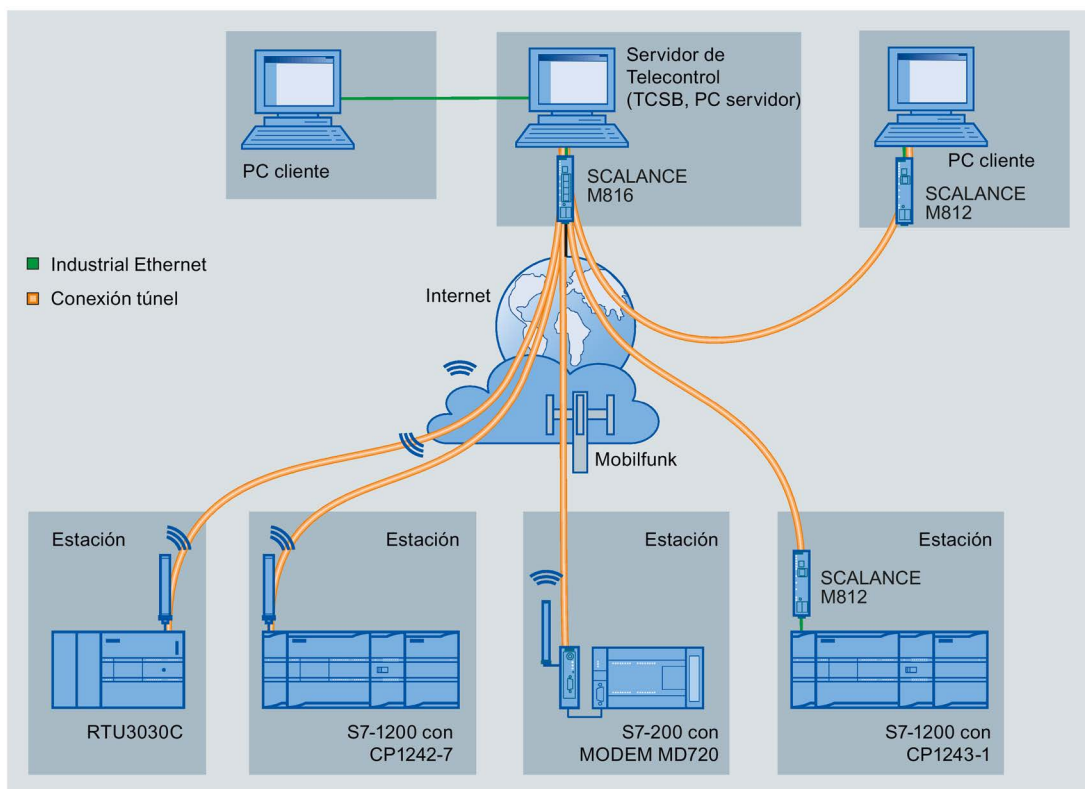 PC cliente
Servidor de
Telecontrol
(TCSB, PC servidor)
SCALANCE
M816
PC cliente
SCALANCE
M812
Industrial Ethernet
Conexión túnel
Internet
Mobilfunk
Estación
RTU3030C
Estación
S7-1200 con
CP1242-7
Estación
S7-200 con
MODEM MD720
Estación
SCALANCE
M812
S7-1200 con
CP1243-1